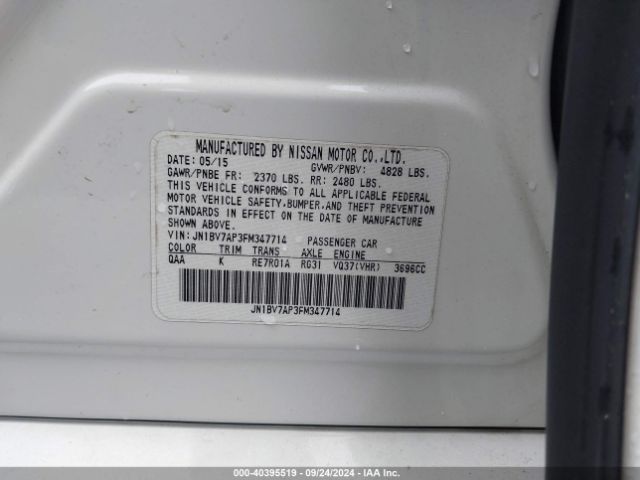 MANUFACTURED BY NISSAN MOTOR CO.,LTD.
DATE: 05/15 GVWR/PNBV: 4828 LBS.
GAWR/PNBE FR: 2370 LBS. RR: 2480 LBS.
THIS VEHICLE CONFORMS TO ALL APPLICABLE FEDERAL
MOTOR VEHICLE SAFETY,BUMPER,AND THEFT PREVENTION
STANDARDS IN EFFECT ON THE DATE OF MANUFACTURE
SHOWN ABOVE.
VIN: JN1BV7AP3FM347714 PASSENGER CAR
COLOR TRIM TRANS AXLE ENGINE
QAA K RE7R01A RG31 VQ37(VHR) 3696CC
JN1BV7AP3FM347714
000-40395519 - 09/24/2024 - IAAI.COM